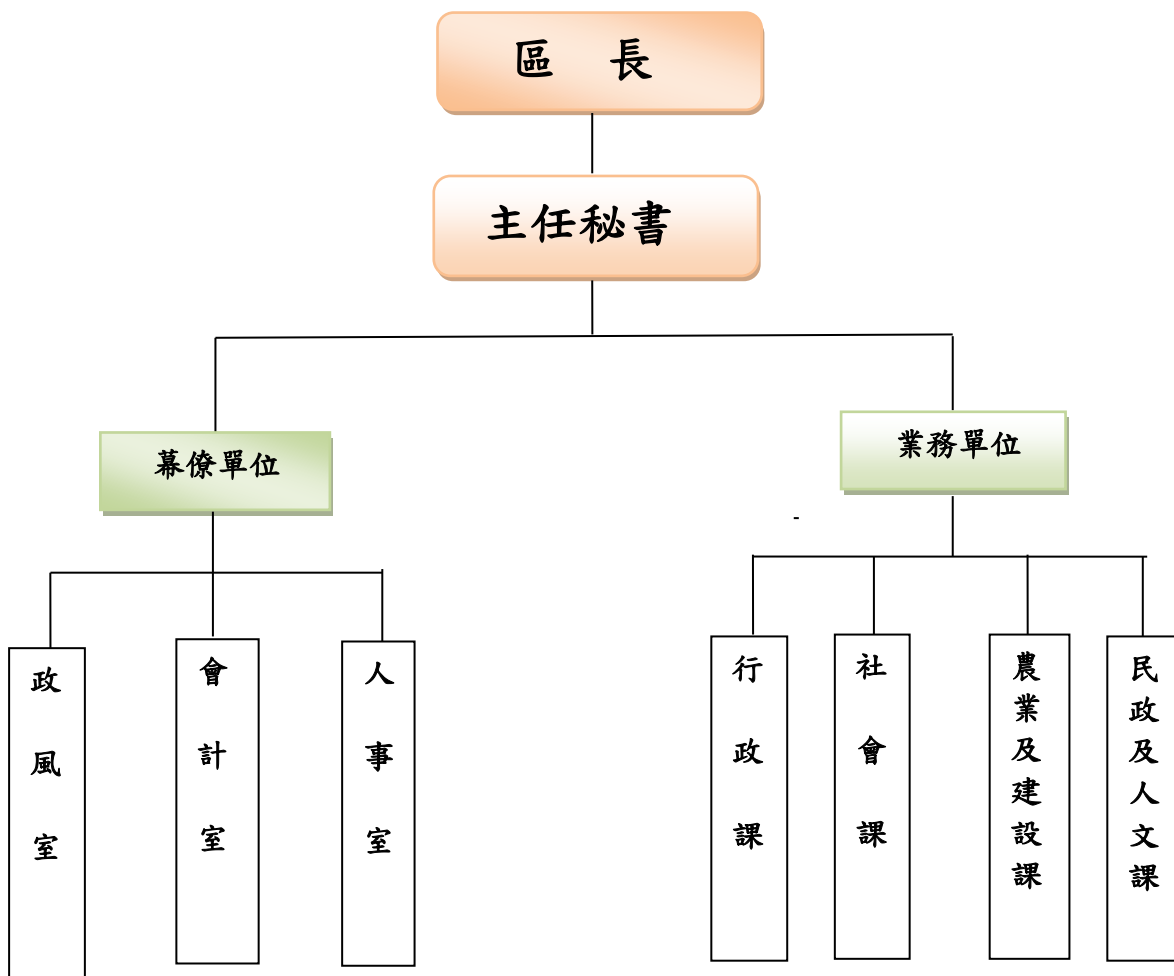 區 長
主任秘書
幕僚單位
業務單位
-
政風室
會計室
人事室
行政課
社會課
農業及建設課
民政及人文課